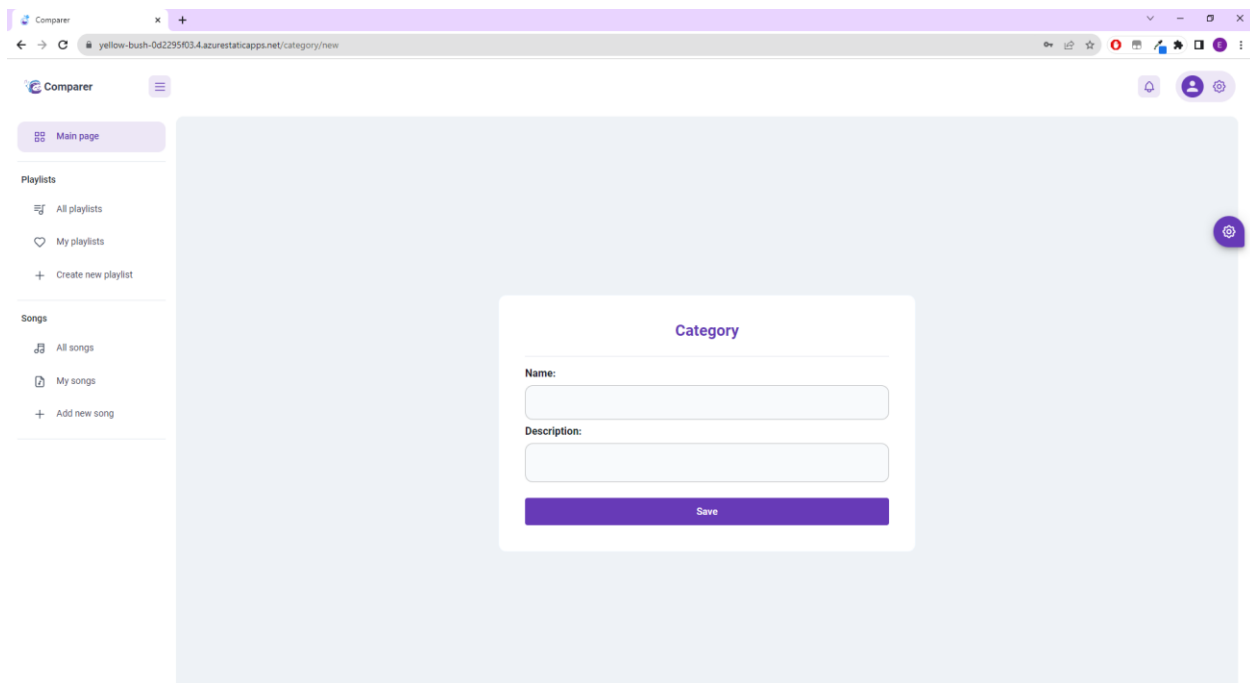 Comparer
yellow-bush-0d2295f03.4.azurestaticapps.net/category/new
E
Comparer
Main page
Playlists
All playlists
My playlists
Create new playlist
Songs
All songs
My songs
Add new song
Category
Name:
Description:
Save